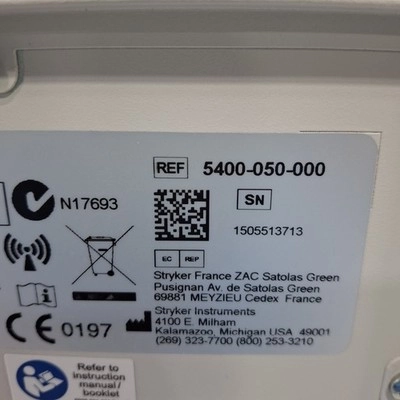 REF 5400-050-000
N17693
SN
1505513713
EC REP
Stryker France ZAC Satolas Green
Pusignan Av. de Satolas Green
69881 MEYZIEU Cedex France
CE 0197
Stryker Instruments
4100 E. Milham
Kalamazoo, Michigan USA 49001
(269) 323-7700 (800) 253-3210
Refer to
instruction
manual/
booklet